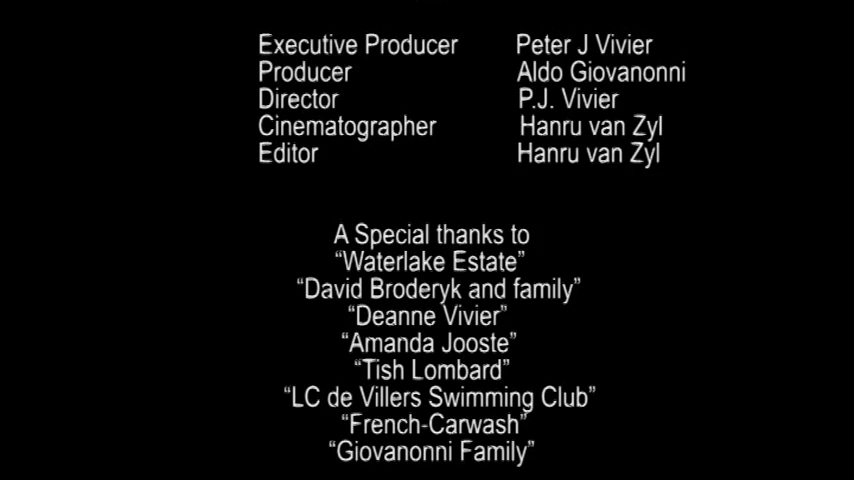 Executive Producer Peter J Vivier
Producer Aldo Giovanonni
Director P.J. Vivier
Cinematographer Hanru van Zyl
Editor Hanru van Zyl
A Special thanks to
“Waterlake Estate”
“David Broderyk and family”
“Deanne Vivier”
“Amanda Jooste”
“Tish Lombard”
“LC de Villers Swimming Club”
“French-Carwash”
“Giovanonni Family”